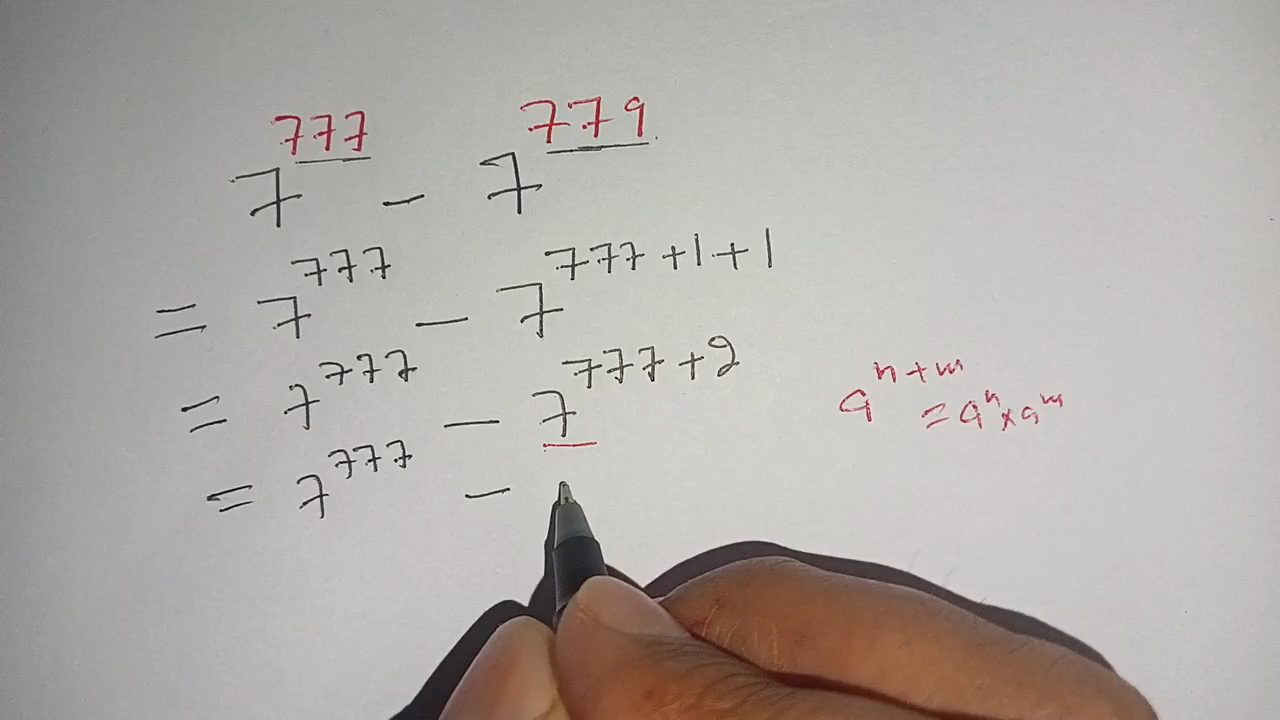 7^777 - 7^779
= 7^777 - 7^777+1+1
= 7^777 - 7^777+2
a^n+m
= a^n × a^m
= 7^777 -